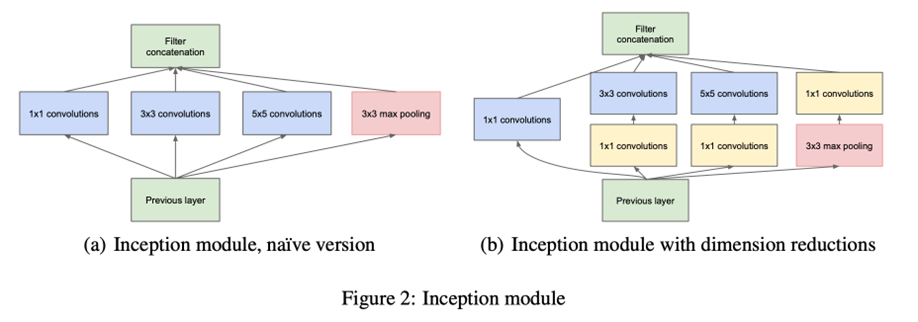 Filter
concatenation
1x1 convolutions
3x3 convolutions
5x5 convolutions
3x3 max pooling
Previous layer
(a) Inception module, naïve version
Filter
concatenation
3x3 convolutions
5x5 convolutions
1x1 convolutions
1x1 convolutions
1x1 convolutions
1x1 convolutions
3x3 max pooling
Previous layer
(b) Inception module with dimension reductions
Figure 2: Inception module